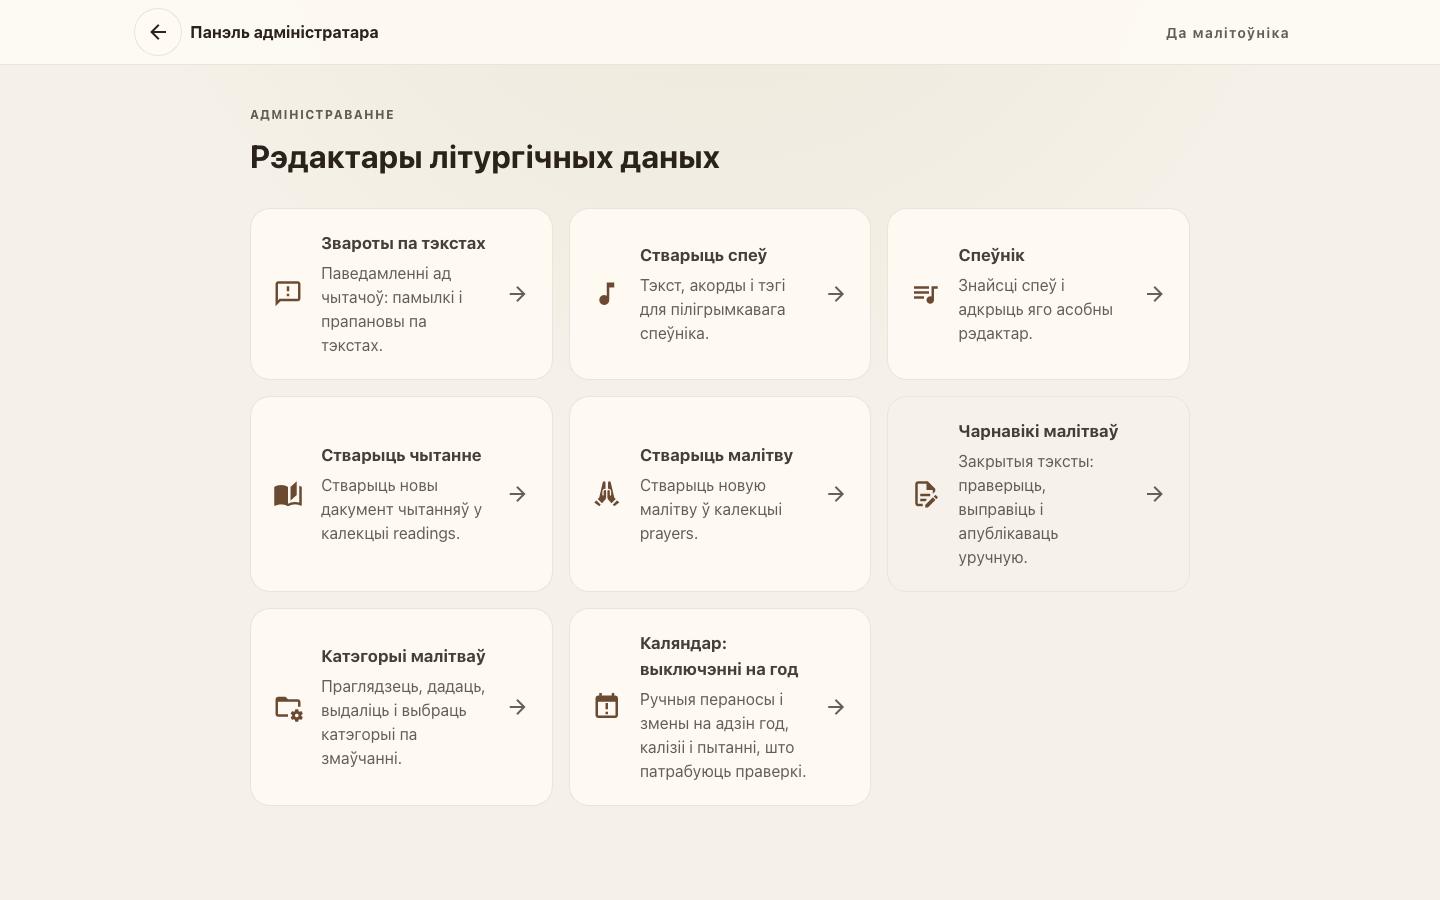 Панэль адміністратара
Да малітоўніка
АДМІНІСТРАВАННЕ
Рэдактары літургічных даных
Звароты па тэкстах
Паведамленні ад
чытачоў: памылкі і
прапановы па
тэкстах.
Стварыць спеў
Тэкст, акорды і тэгі
для пілігрымкавага
спеўніка.
Спеўнік
Знайсці спеў і
адкрыць яго асобны
рэдактар.
Стварыць чытанне
Стварыць новы
дакумент чытанняў у
калекцыі readings.
Стварыць малітву
Стварыць новую
малітву ў калекцыі
prayers.
Чарнавікі малітваў
Закрытыя тэксты:
праверыць,
выправіць і
апублікаваць
уручную.
Катэгорыі малітваў
Праглядзець, дадаць,
выдаліць і выбраць
катэгорыі па
змаўчанні.
Каляндар:
выключэнні на год
Ручныя пераносы і
змены на адзін год,
калізіі і пытанні, што
патрабуюць праверкі.